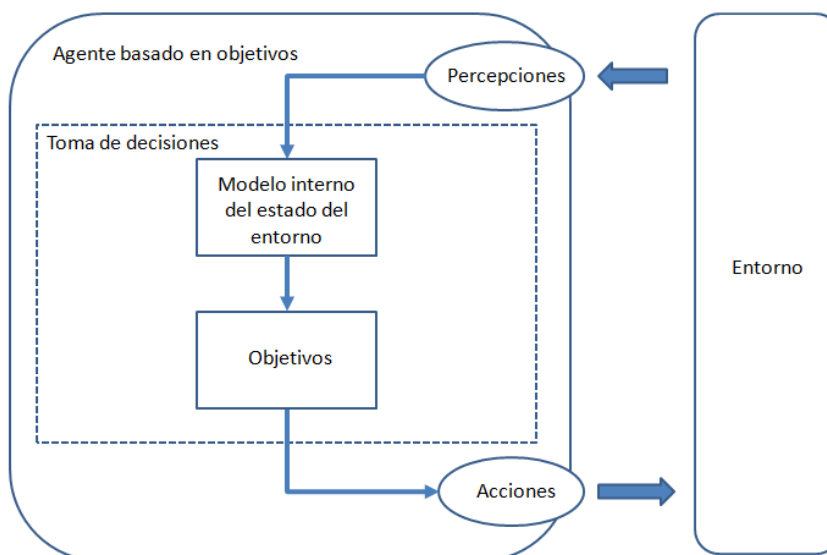 Agente basado en objetivos
Percepciones
Toma de decisiones
Modelo interno
del estado del
entorno
Entorno
Objetivos
Acciones